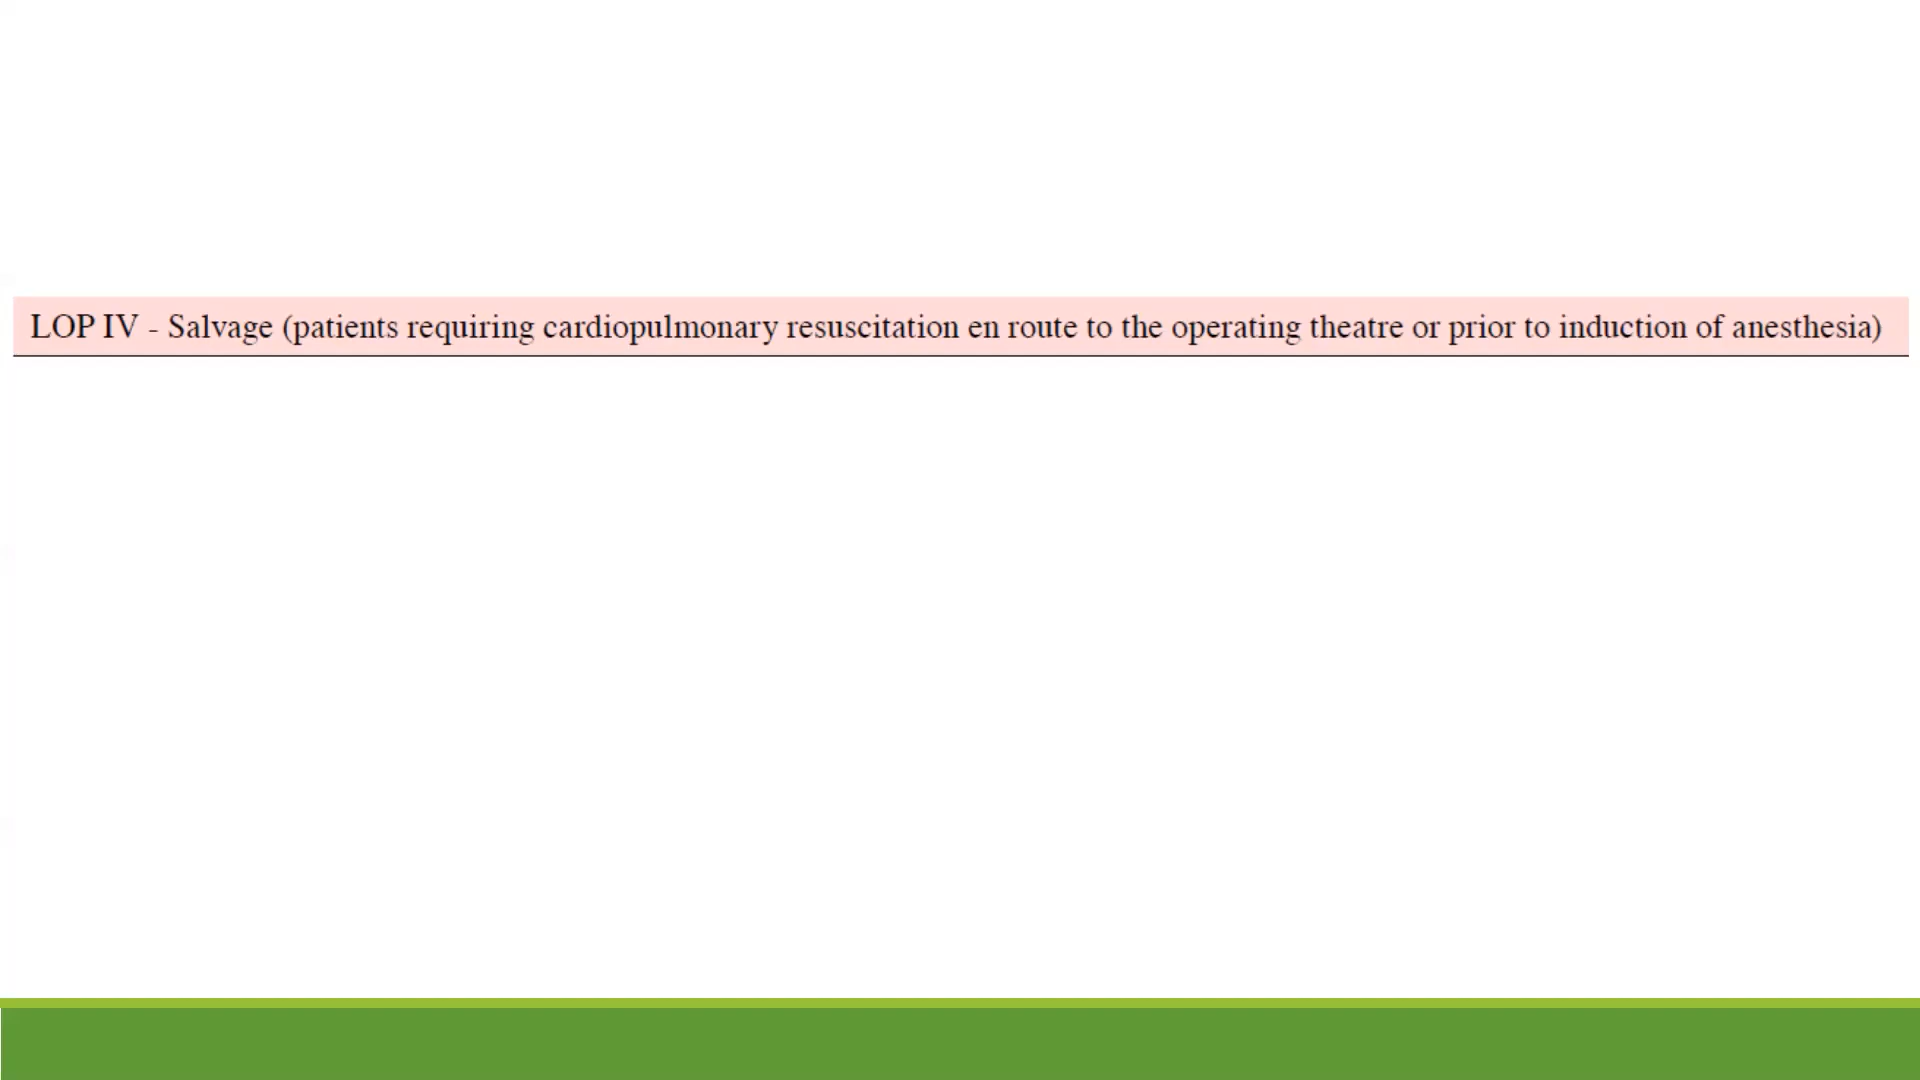 LOP IV - Salvage (patients requiring cardiopulmonary resuscitation en route to the operating theatre or prior to induction of anesthesia)